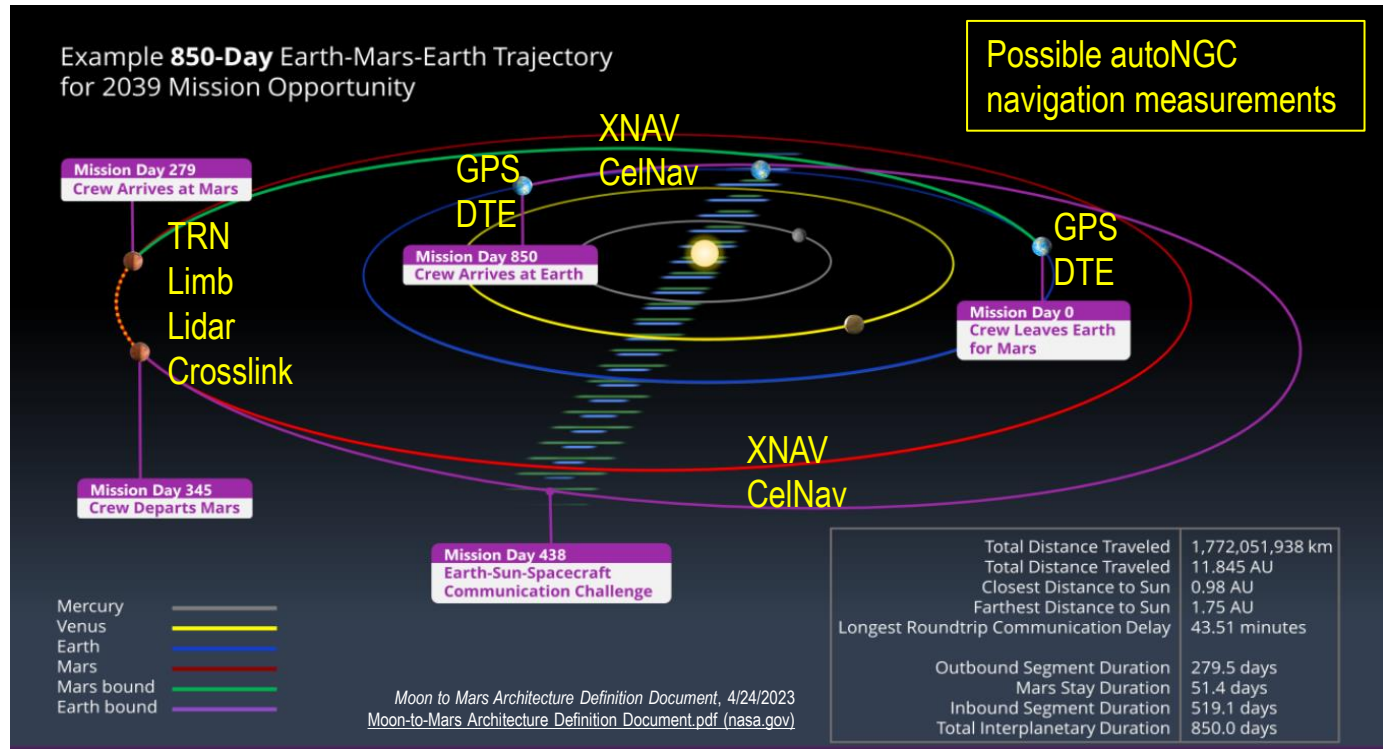 Example 850-Day Earth-Mars-Earth Trajectory
for 2039 Mission Opportunity
Possible autoNGC
navigation measurements
XNAV
CelNav
GPS
DTE
Mission Day 279
Crew Arrives at Mars
TRN
Limb
Lidar
Crosslink
Mission Day 850
Crew Arrives at Earth
GPS
DTE
Mission Day 0
Crew Leaves Earth
for Mars
XNAV
CelNav
Mission Day 345
Crew Departs Mars
Mission Day 438
Earth-Sun-Spacecraft
Communication Challenge
Mercury
Venus
Earth
Mars
Mars bound
Earth bound
Moon to Mars Architecture Definition Document, 4/24/2023
Moon-to-Mars Architecture Definition Document.pdf (nasa.gov)
Total Distance Traveled 1,772,051,938 km
Total Distance Traveled 11.845 AU
Closest Distance to Sun 0.98 AU
Farthest Distance to Sun 1.75 AU
Longest Roundtrip Communication Delay 43.51 minutes
Outbound Segment Duration 279.5 days
Mars Stay Duration 51.4 days
Inbound Segment Duration 519.1 days
Total Interplanetary Duration 850.0 days